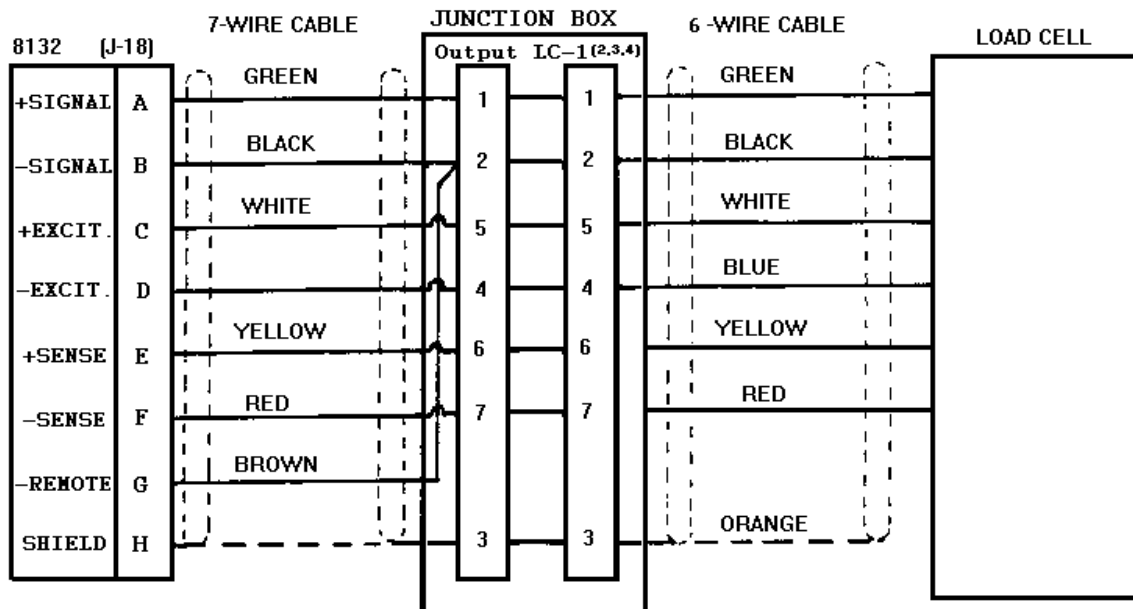 7-WIRE CABLE
JUNCTION BOX
6 -WIRE CABLE
LOAD CELL
8132 (J-18)
Output LC-1(2,3,4)
GREEN
GREEN
+SIGNAL A 1 1
BLACK
BLACK
-SIGNAL B 2 2
WHITE
WHITE
+EXCIT. C 5 5
BLUE
-EXCIT. D 4 4
YELLOW
YELLOW
+SENSE E 6 6
RED
RED
-SENSE F 7 7
BROWN
-REMOTE G
ORANGE
SHIELD H 3 3